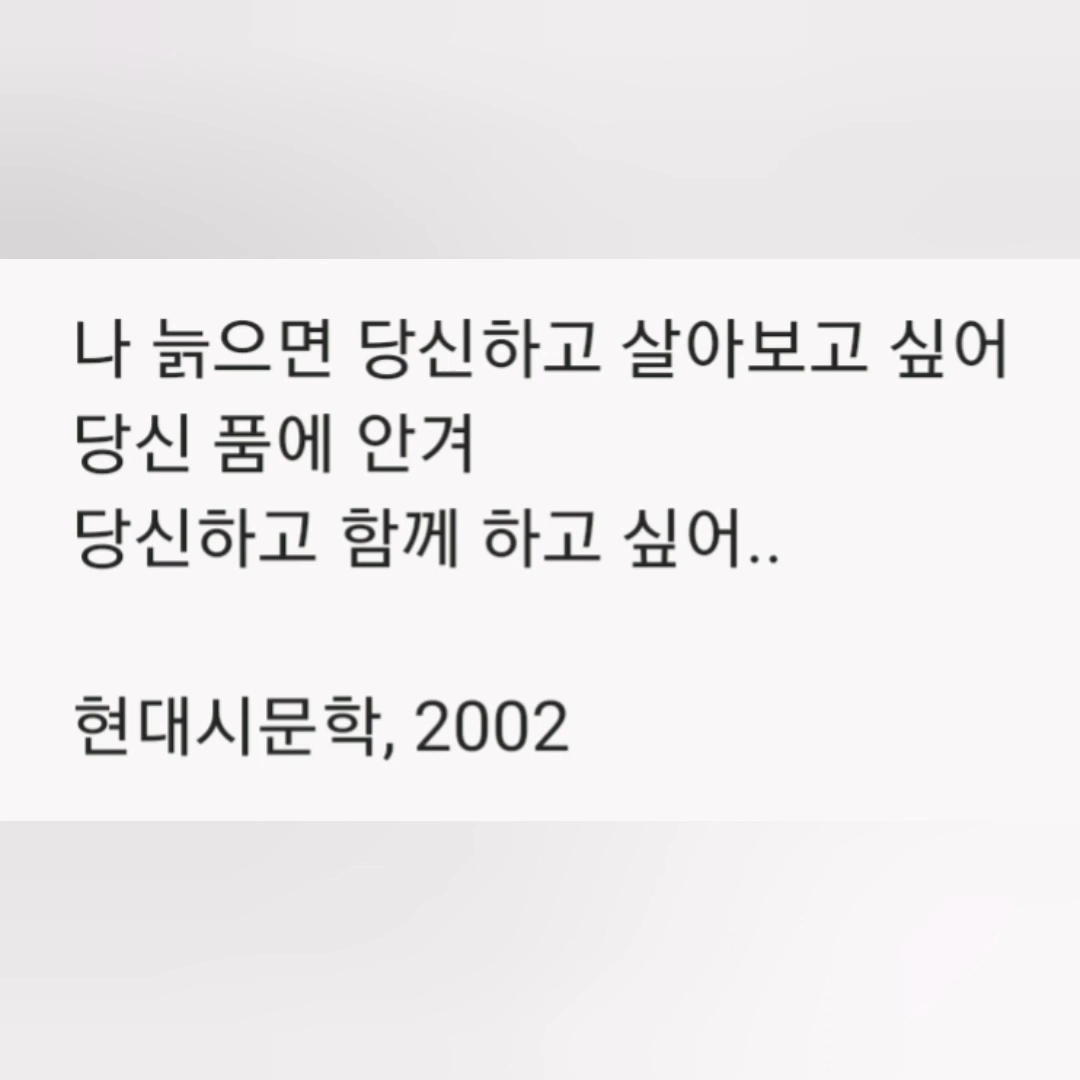 나 늙으면 당신하고 살아보고 싶어
당신 품에 안겨
당신하고 함께 하고 싶어..
현대시문학, 2002